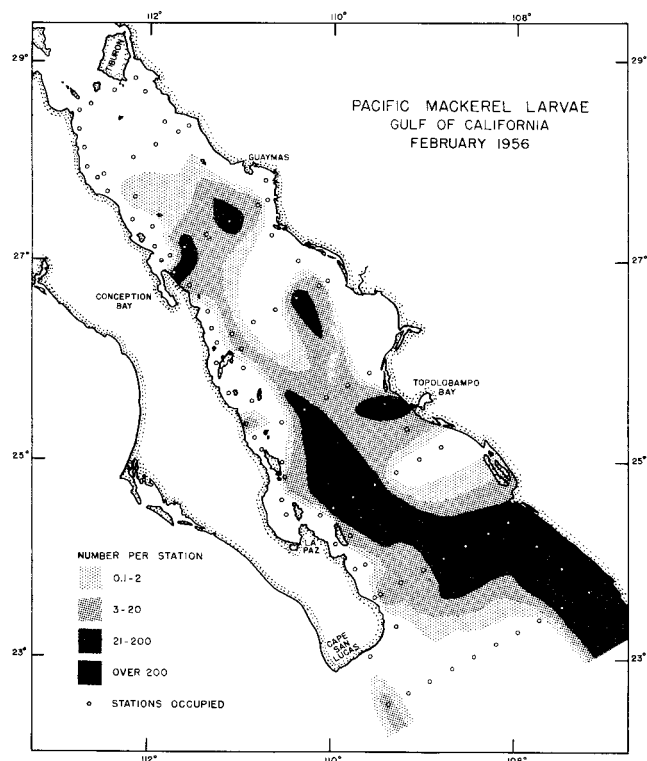 112°
110°
108°
29°
29°
TIBURON
PACIFIC MACKEREL LARVAE
GULF OF CALIFORNIA
FEBRUARY 1956
GUAYMAS
27°
27°
CONCEPTION
BAY
TOPOLOBAMPO
BAY
25°
25°
LA
PAZ
NUMBER PER STATION
0.1-2
3-20
21-200
OVER 200
STATIONS OCCUPIED
CAPE
SAN
LUCAS
23°
23°
112°
110°
108°